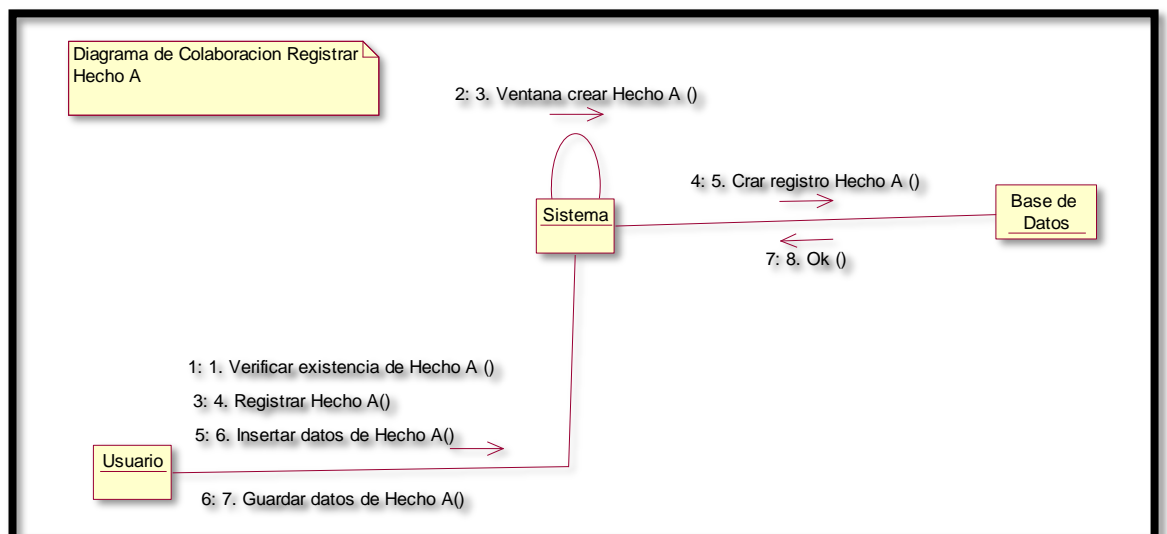 Diagrama de Colaboracion Registrar
Hecho A
2: 3. Ventana crear Hecho A ()
4: 5. Crar registro Hecho A ()
Sistema
Base de
Datos
7: 8. Ok ()
1: 1. Verificar existencia de Hecho A ()
3: 4. Registrar Hecho A()
5: 6. Insertar datos de Hecho A()
Usuario
6: 7. Guardar datos de Hecho A()